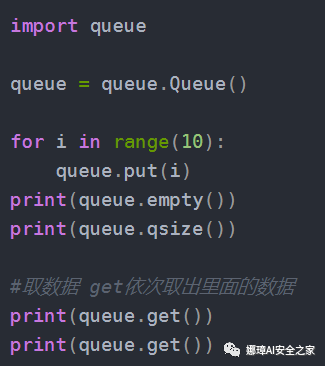 import queue
queue = queue.Queue()
for i in range(10):
    queue.put(i)
print(queue.empty())
print(queue.qsize())
#取数据 get依次取出里面的数据
print(queue.get())
print(queue.get())
娜璋AI安全之家